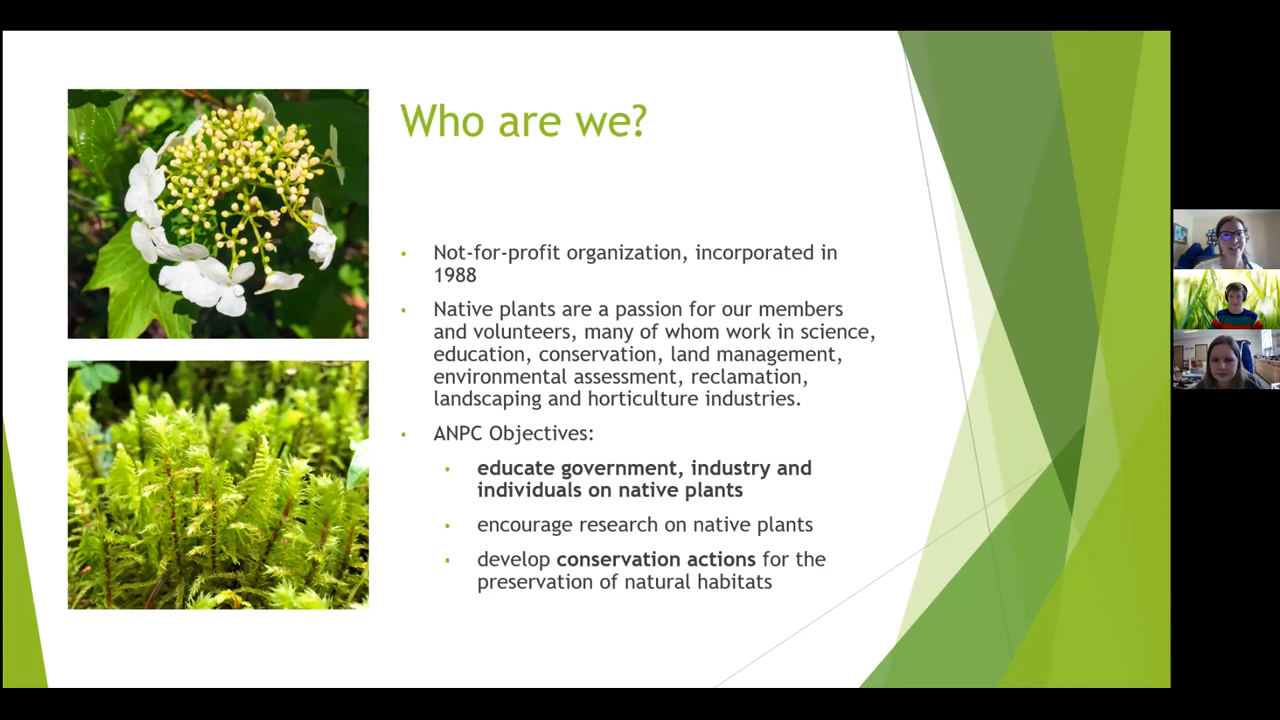 Who are we?
• Not-for-profit organization, incorporated in
1988
• Native plants are a passion for our members
and volunteers, many of whom work in science,
education, conservation, land management,
environmental assessment, reclamation,
landscaping and horticulture industries.
• ANPC Objectives:
• educate government, industry and
individuals on native plants
• encourage research on native plants
• develop conservation actions for the
preservation of natural habitats